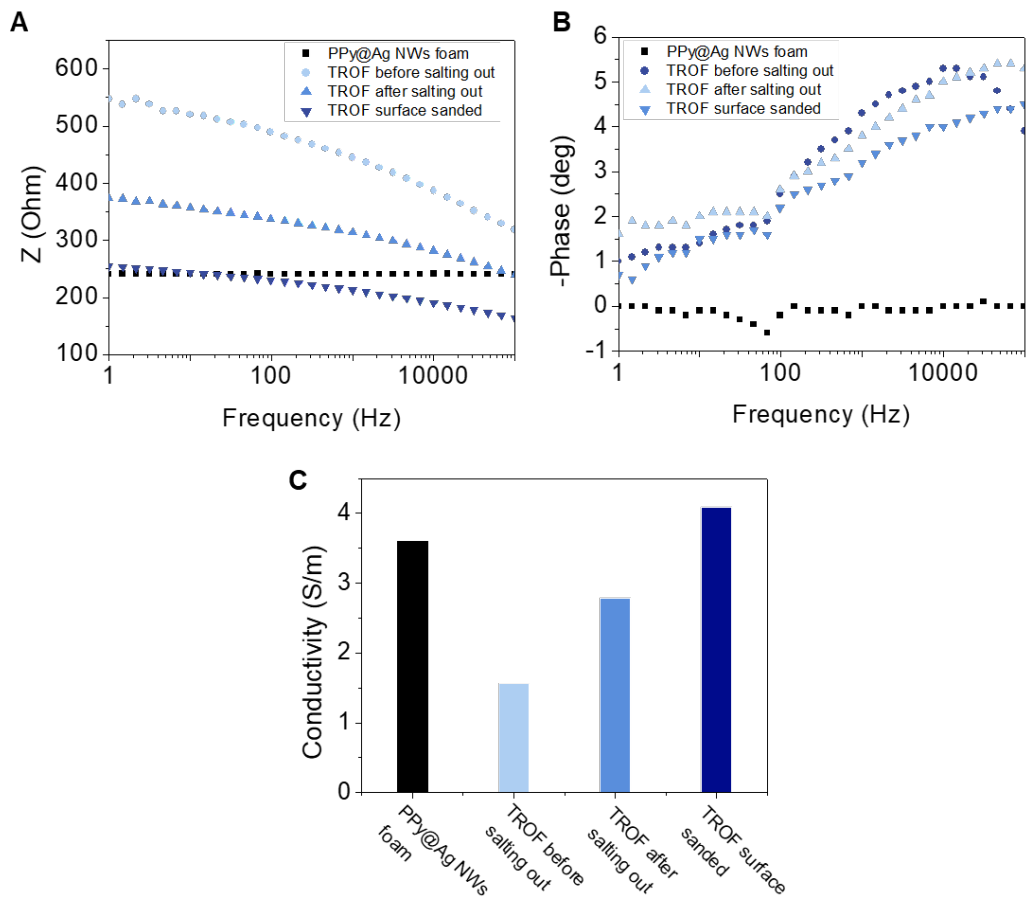 A
600
500
400
300
200
100
Z (Ohm)
1
100
10000
Frequency (Hz)
PPy@Ag NWs foam
TROF before salting out
TROF after salting out
TROF surface sanded
B
6
5
4
3
2
1
0
-1
-Phase (deg)
1
100
10000
Frequency (Hz)
PPy@Ag NWs foam
TROF before salting out
TROF after salting out
TROF surface sanded
C
4
3
2
1
0
Conductivity (S/m)
PPy@Ag NWs
foam
TROF before
salting out
TROF after
salting out
TROF surface
sanded